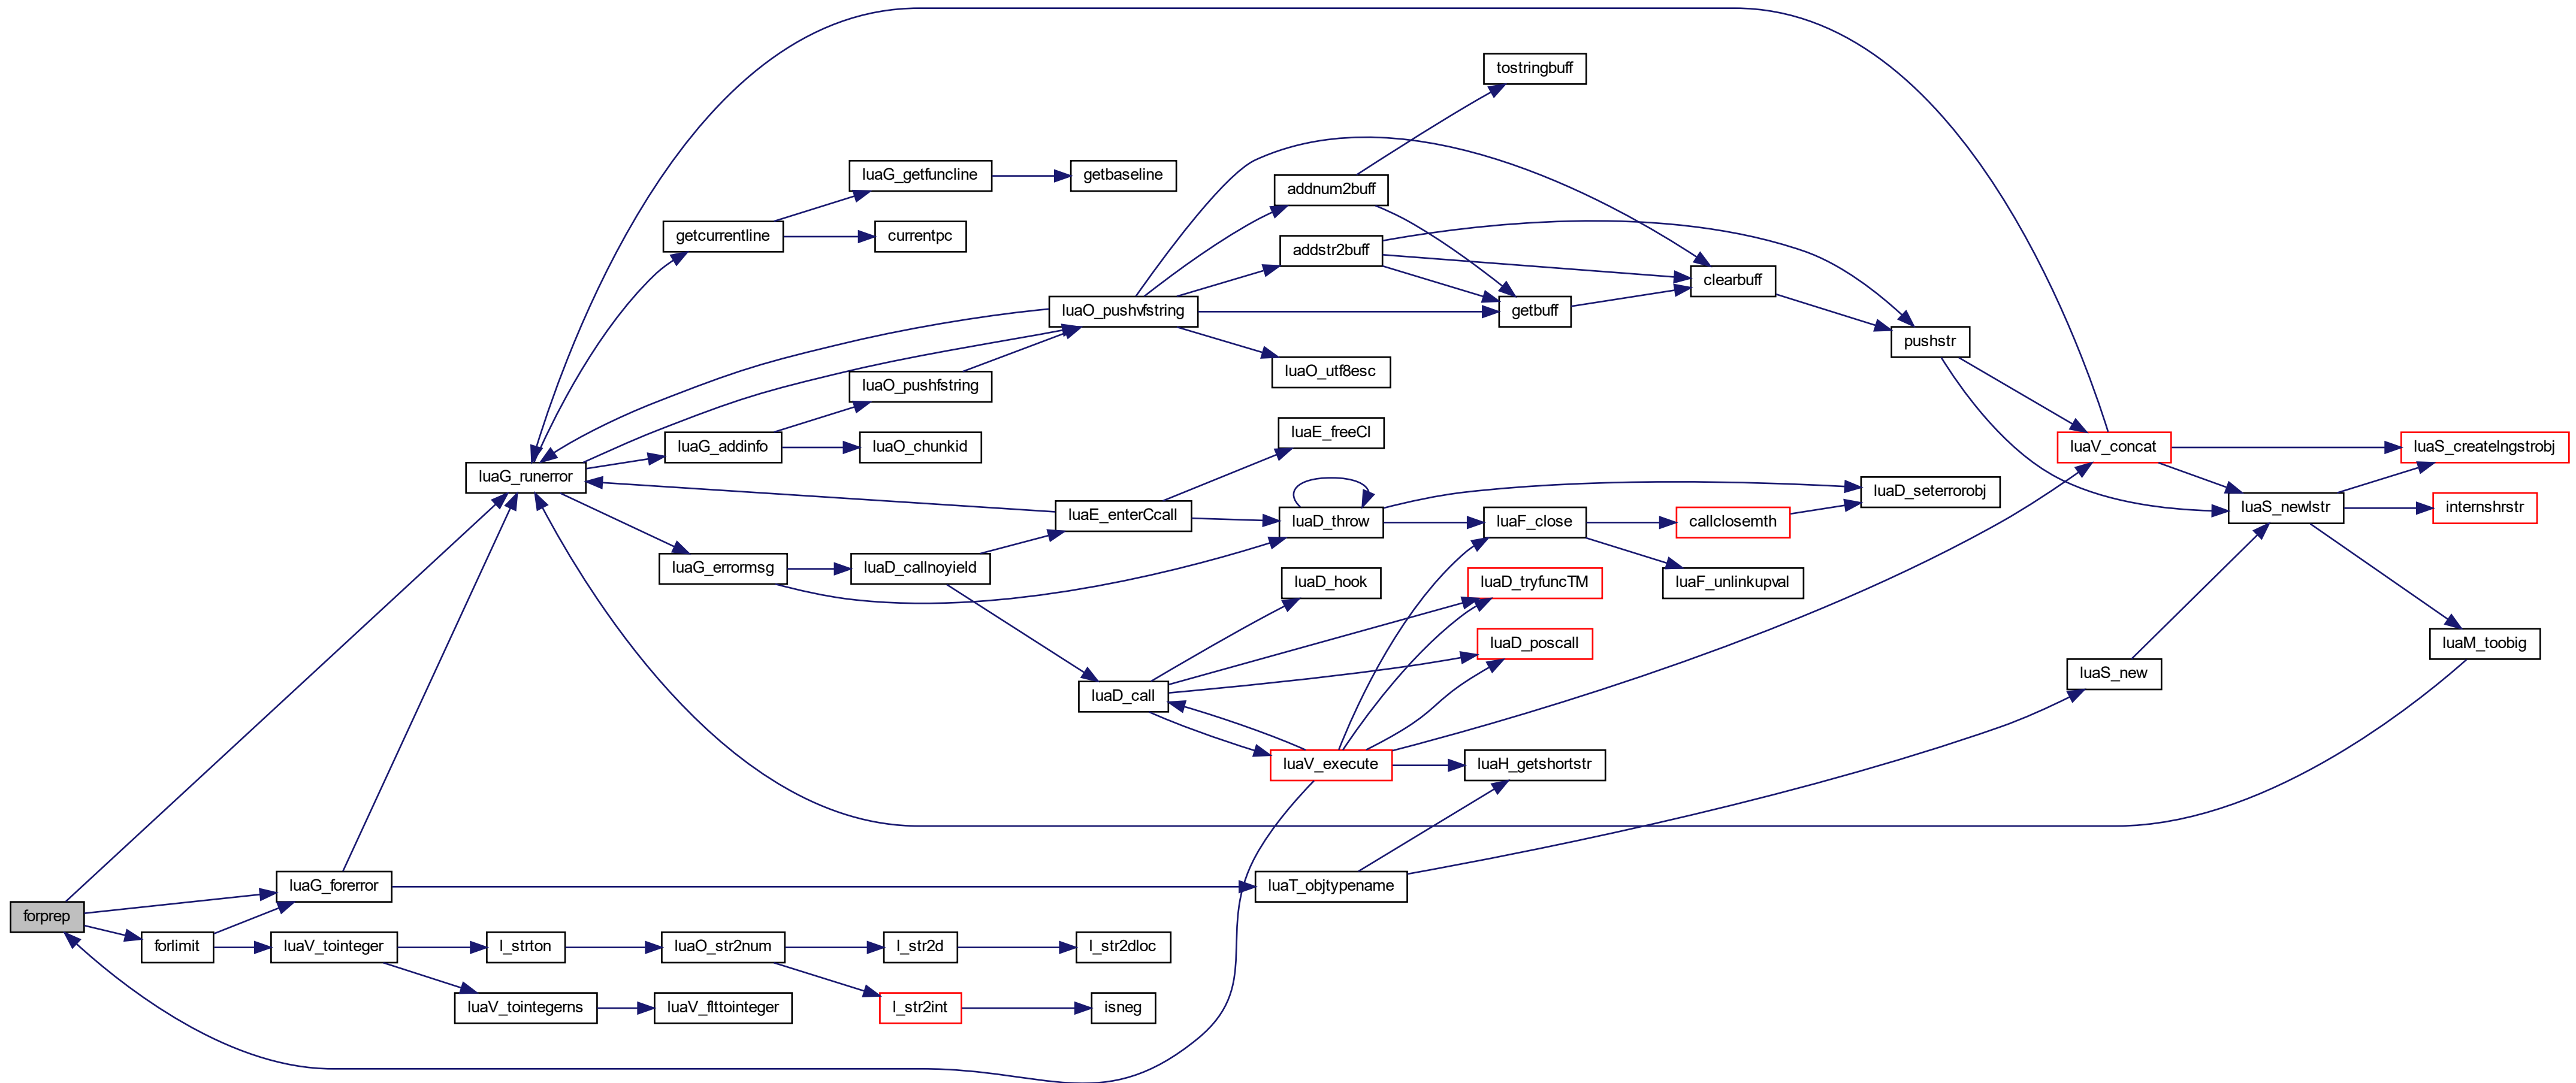 tostringbuff
luaG_getfuncline
getbaseline
addnum2buff
getcurrentline
currentpc
addstr2buff
clearbuff
luaO_pushvfstring
getbuff
pushstr
luaO_utf8esc
luaO_pushfstring
luaE_freeCI
luaG_addinfo
luaO_chunkid
luaV_concat
luaS_createlngstrobj
luaG_runerror
luaD_seterrorobj
luaE_enterCcall
luaD_throw
luaF_close
callclosemth
luaS_newlstr
internshrstr
luaG_errormsg
luaD_callnoyield
luaD_hook
luaD_tryfuncTM
luaF_unlinkupval
luaD_poscall
luaM_toobig
luaS_new
luaD_call
luaV_execute
luaH_getshortstr
luaG_forerror
luaT_objtypename
forprep
forlimit
luaV_tointeger
l_strton
luaO_str2num
l_str2d
l_str2dloc
luaV_tointegerns
luaV_flttointeger
l_str2int
isneg